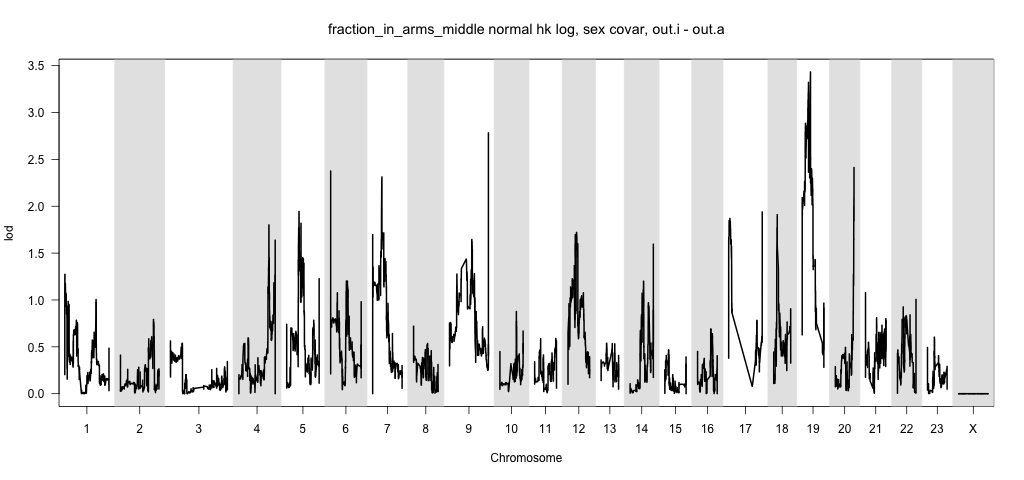 fraction_in_arms_middle normal hk log, sex covar, out.i - out.a
3.5
3.0
2.5
2.0
1.5
1.0
0.5
0.0
lod
1 2 3 4 5 6 7 8 9 10 11 12 13 14 15 16 17 18 19 20 21 22 23 X
Chromosome